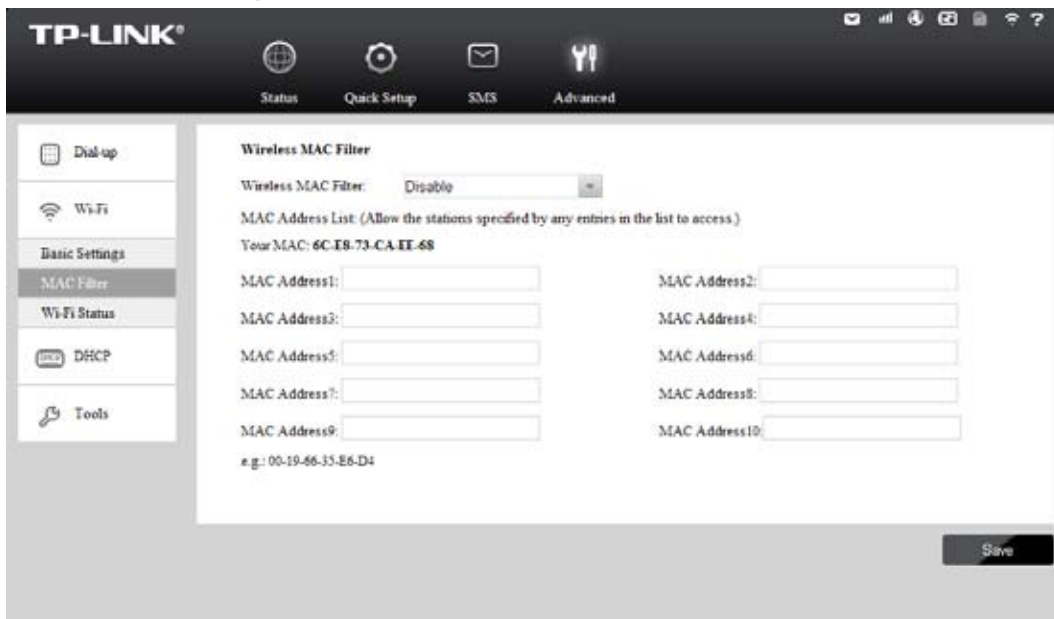 TP-LINK®
Status
Quick Setup
SMS
Advanced
Dial-up
Wi-Fi
Basic Settings
MAC Filter
Wi-Fi Status
DHCP
Tools
Wireless MAC Filter
Wireless MAC Filter: Disable
MAC Address List: (Allow the stations specified by any entries in the list to access.)
Your MAC: 6C-E8-73-CA-EE-68
MAC Address1: MAC Address2:
MAC Address3: MAC Address4:
MAC Address5: MAC Address6:
MAC Address7: MAC Address8:
MAC Address9: MAC Address10:
e.g.: 00-19-66-35-E6-D4
Save